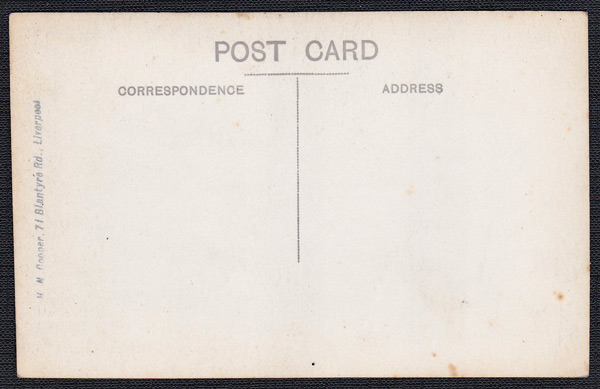 POST CARD
CORRESPONDENCE
ADDRESS
H. M. Cooper, 71 Blantyre Rd., Liverpool